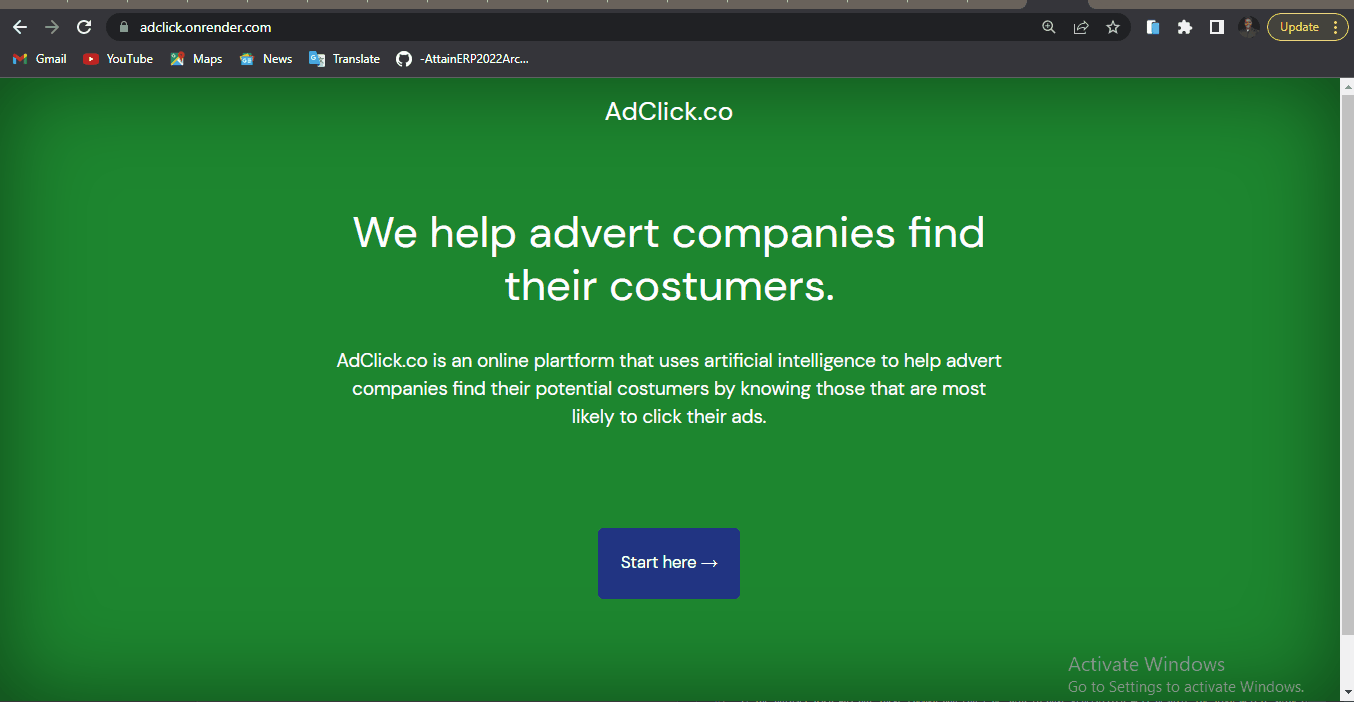 adclick.onrender.com
Update
Gmail YouTube Maps News Translate -AttainERP2022Arc...
AdClick.co
We help advert companies find
their costumers.
AdClick.co is an online plartform that uses artificial intelligence to help advert
companies find their potential costumers by knowing those that are most
likely to click their ads.
Start here →
Activate Windows
Go to Settings to activate Windows.